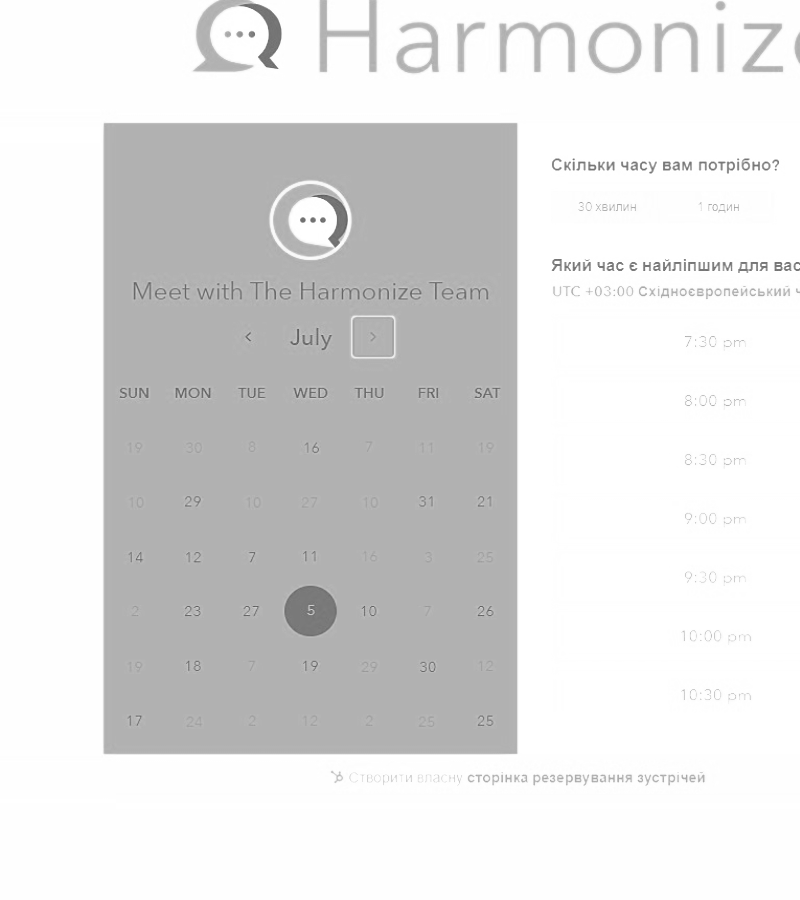 Harmonize
Meet with The Harmonize Team
July
SUN MON TUE WED THU FRI SAT
19 30 8 16 7 11 19
10 29 10 27 10 31 21
14 12 7 11 16 3 25
2 23 27 5 10 7 26
19 18 7 19 29 30 12
17 24 2 12 2 25 25
Скільки часу вам потрібно?
30 хвилин 1 годин
Який час є найліпшим для вас
UTC +03:00 Східноєвропейський ч
7:30 pm
8:00 pm
8:30 pm
9:00 pm
9:30 pm
10:00 pm
10:30 pm
Створити власну сторінка резервування зустрічей